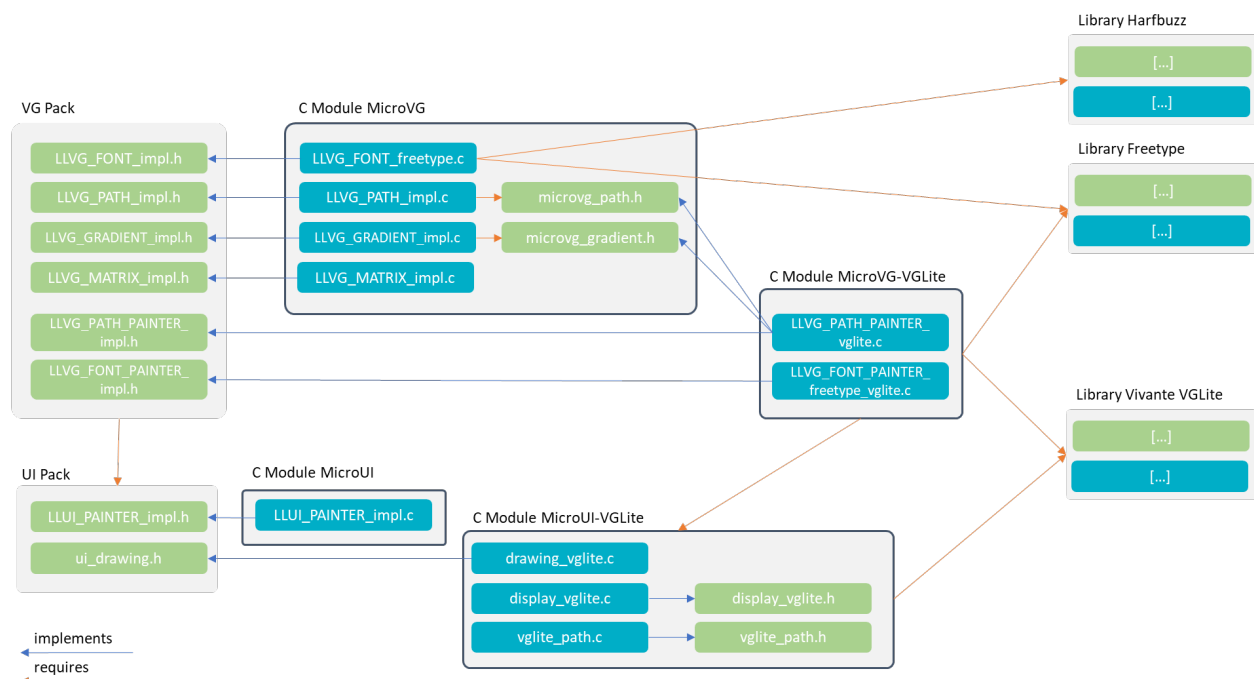 Library Harfbuzz
[...]
[...]
VG Pack
LLVG_FONT_impl.h
LLVG_PATH_impl.h
LLVG_GRADIENT_impl.h
LLVG_MATRIX_impl.h
LLVG_PATH_PAINTER_
impl.h
LLVG_FONT_PAINTER_
impl.h
C Module MicroVG
LLVG_FONT_freetype.c
LLVG_PATH_impl.c
microvg_path.h
LLVG_GRADIENT_impl.c
microvg_gradient.h
LLVG_MATRIX_impl.c
Library Freetype
[...]
[...]
C Module MicroVG-VGLite
LLVG_PATH_PAINTER_
vglite.c
LLVG_FONT_PAINTER_
freetype_vglite.c
Library Vivante VGLite
[...]
[...]
UI Pack
LLUI_PAINTER_impl.h
ui_drawing.h
C Module MicroUI
LLUI_PAINTER_impl.c
C Module MicroUI-VGLite
drawing_vglite.c
display_vglite.c
display_vglite.h
vglite_path.c
vglite_path.h
implements
requires